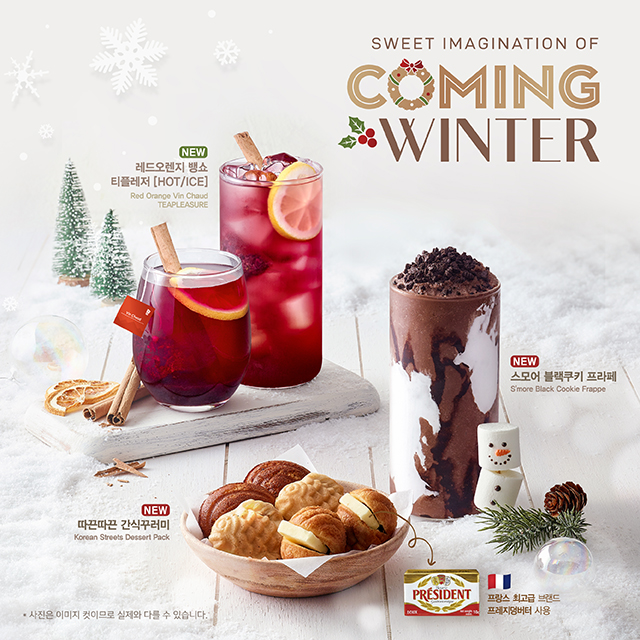 SWEET IMAGINATION OF
COMING
WINTER
NEW
레드오렌지 뱅쇼
티플레저 [HOT/ICE]
Red Orange Vin Chaud
TEAPLEASURE
Vin Chaud
NEW
스모어 블랙쿠키 프라페
S'more Black Cookie Frappe
NEW
따끈따끈 간식꾸러미
Korean Streets Dessert Pack
PRÉSIDENT
프랑스 최고급 브랜드
프레지덩버터 사용
* 사진은 이미지 컷이므로 실제와 다를 수 있습니다.